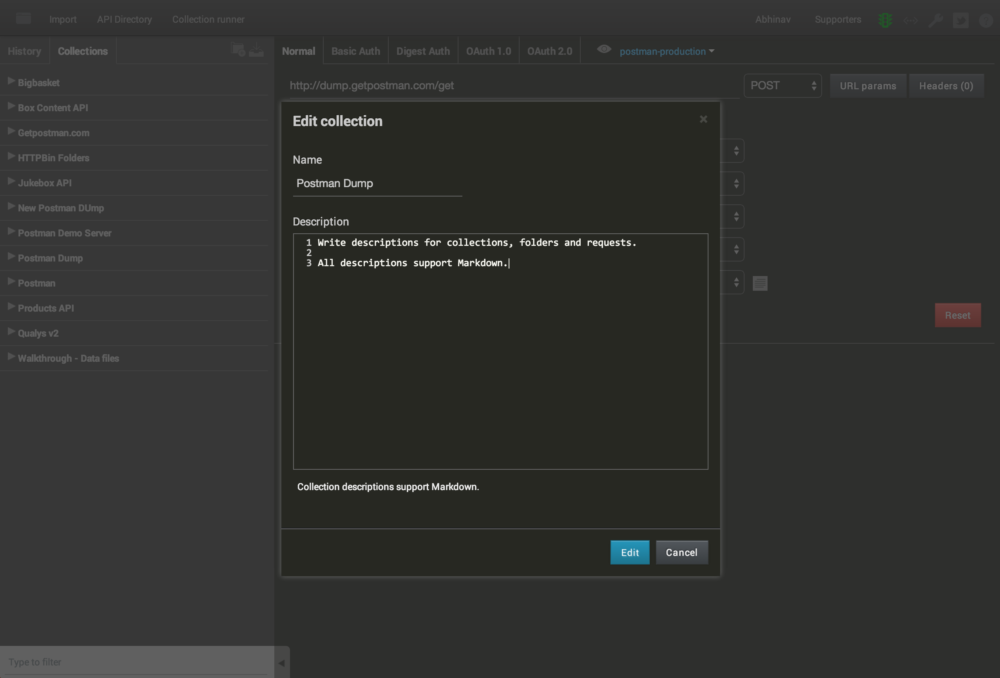 Import API Directory Collection runner Abhinav Supporters
History Collections
Normal Basic Auth Digest Auth OAuth 1.0 OAuth 2.0 postman-production
Bigbasket
Box Content API
Getpostman.com
HTTPBin Folders
Jukebox API
New Postman DUmp
Postman Demo Server
Postman Dump
Postman
Products API
Qualys v2
Walkthrough - Data files
Type to filter
http://dump.getpostman.com/get POST URL params Headers (0)
Edit collection
Name
Postman Dump
Description
1 Write descriptions for collections, folders and requests.
2
3 All descriptions support Markdown.
Collection descriptions support Markdown.
Edit Cancel
Reset